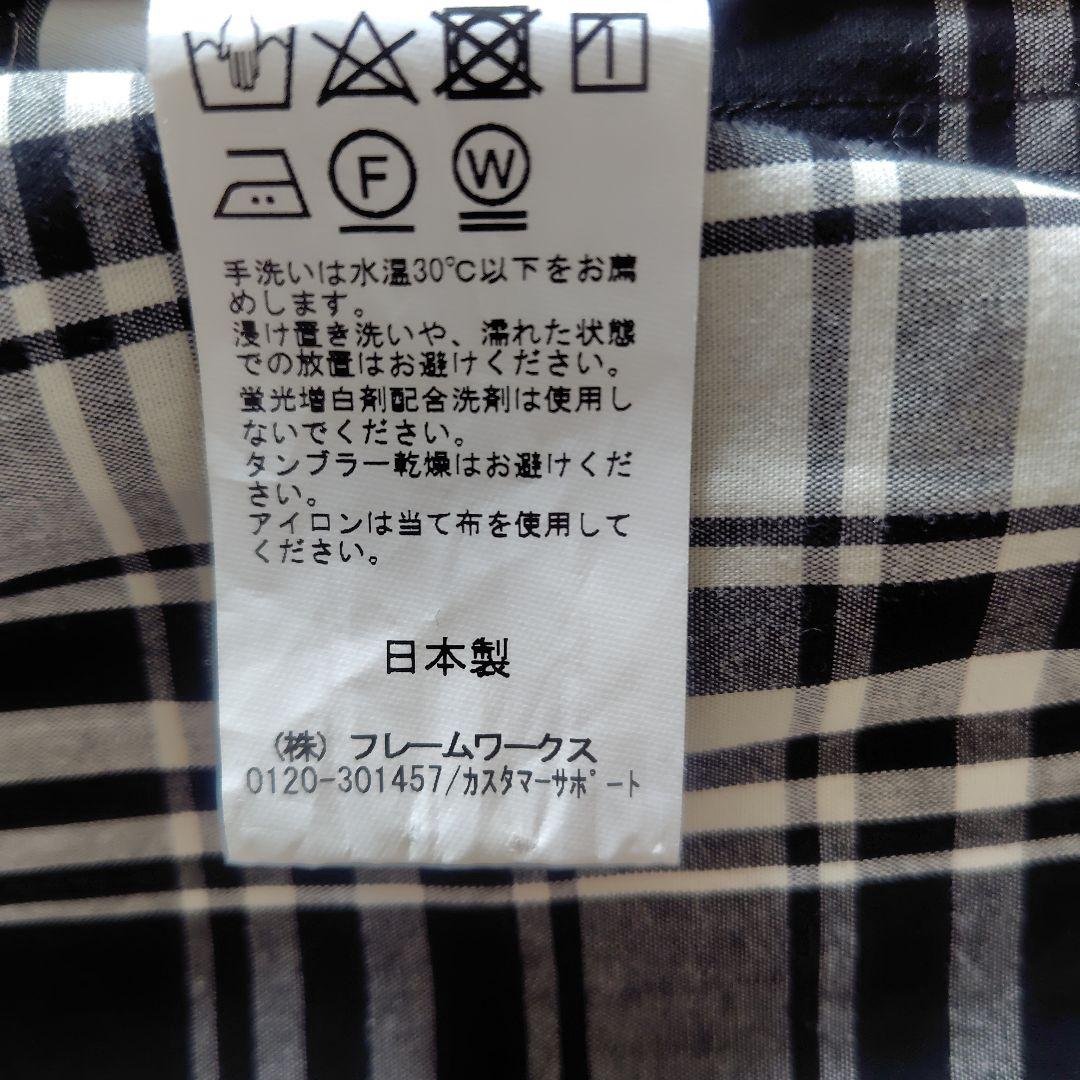 F W
手洗いは水温30℃以下をお薦
めします。
浸け置き洗いや、濡れた状態
での放置はお避けください。
蛍光増白剤配合洗剤は使用し
ないでください。
タンブラー乾燥はお避けくだ
さい。
アイロンは当て布を使用して
ください。
日本製
(株) フレームワークス
0120-301457/カスタマーサポート